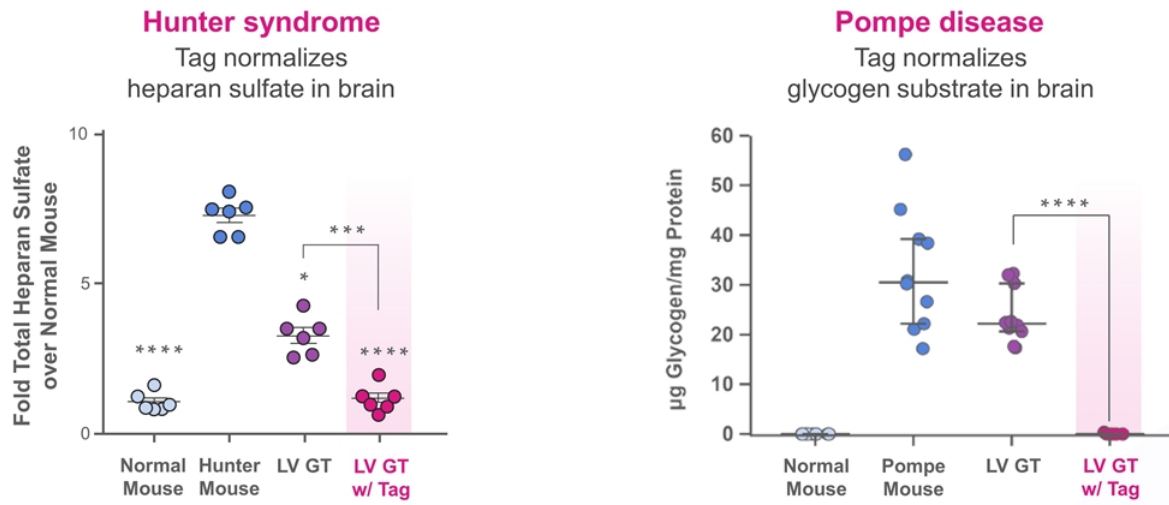 Hunter syndrome
Tag normalizes
heparan sulfate in brain
Fold Total Heparan Sulfate
over Normal Mouse
10
5
0
****
*
***
****
Normal
Mouse
Hunter
Mouse
LV GT
LV GT
w/ Tag
Pompe disease
Tag normalizes
glycogen substrate in brain
µg Glycogen/mg Protein
60
50
40
30
20
10
0
****
Normal
Mouse
Pompe
Mouse
LV GT
LV GT
w/ Tag